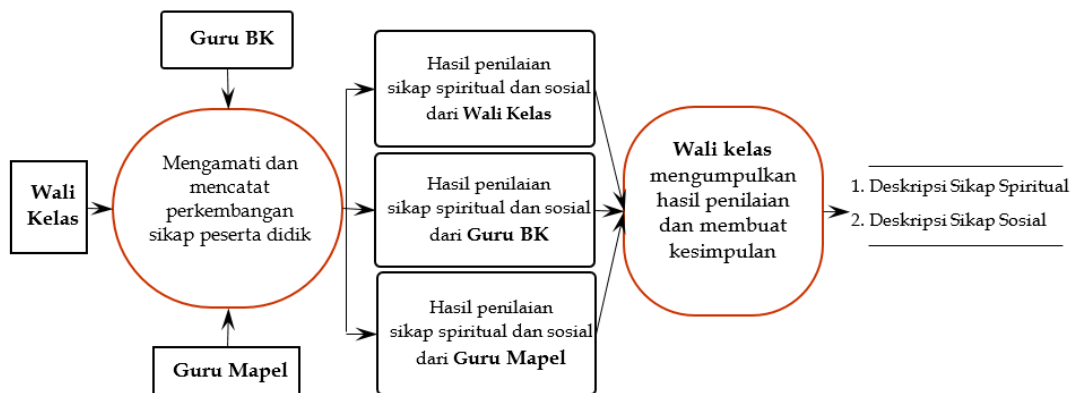 Guru BK
Wali
Kelas
Mengamati dan
mencatat
perkembangan
sikap peserta didik
Guru Mapel
Hasil penilaian
sikap spiritual dan sosial
dari Wali Kelas
Hasil penilaian
sikap spiritual dan sosial
dari Guru BK
Hasil penilaian
sikap spiritual dan sosial
dari Guru Mapel
Wali kelas
mengumpulkan
hasil penilaian
dan membuat
kesimpulan
1. Deskripsi Sikap Spiritual
2. Deskripsi Sikap Sosial